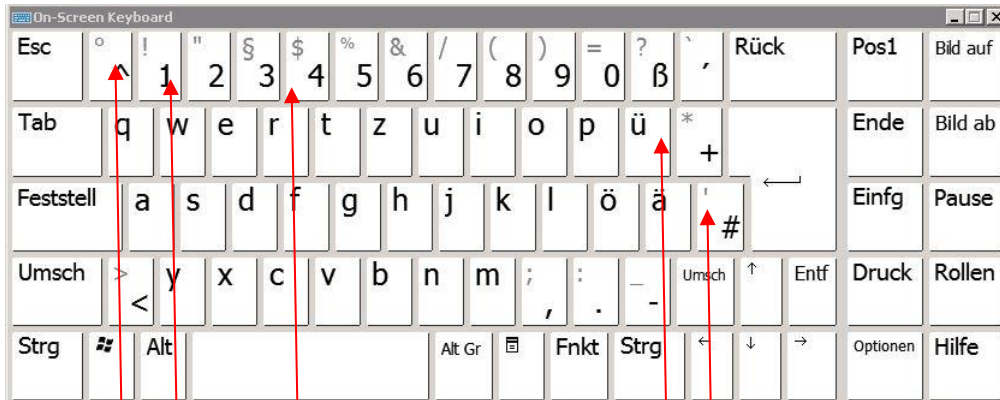 On-Screen Keyboard
Esc ° ^ ! 1 " 2 § 3 $ 4 % 5 & 6 / 7 ( 8 ) 9 = 0 ? ß ` ´ Rück Pos1 Bild auf
Tab q w e r t z u i o p ü * + Ende Bild ab
Feststell a s d f g h j k l ö ä ' # Einfg Pause
Umsch > < y x c v b n m ; , : . _ - Umsch ↑ Entf Druck Rollen
Strg Alt Alt Gr Fnkt Strg ← ↓ → Optionen Hilfe